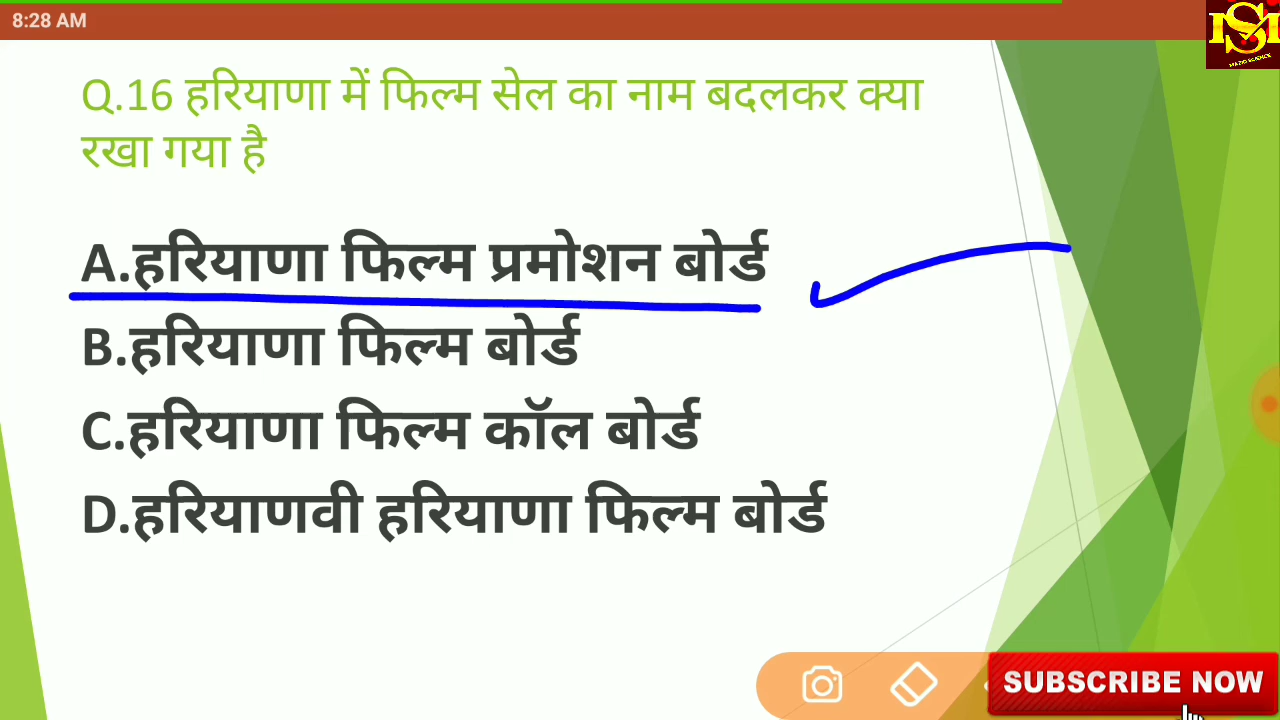 8:28 AM
Q.16 हरियाणा में फिल्म सेल का नाम बदलकर क्या
रखा गया है
A.हरियाणा फिल्म प्रमोशन बोर्ड
B.हरियाणा फिल्म बोर्ड
C.हरियाणा फिल्म कॉल बोर्ड
D.हरियाणवी हरियाणा फिल्म बोर्ड
SUBSCRIBE NOW